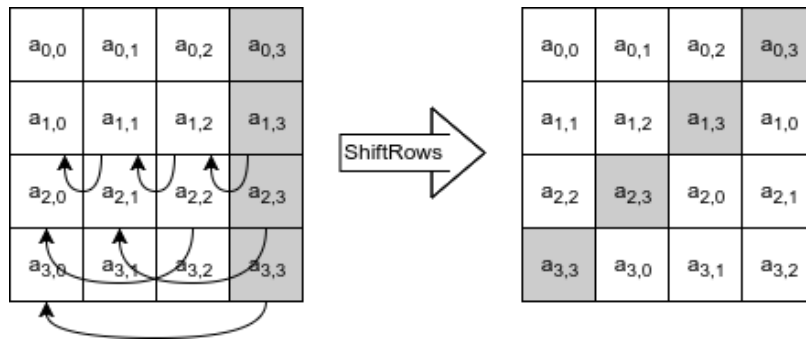 a0,0 a0,1 a0,2 a0,3
a1,0 a1,1 a1,2 a1,3
a2,0 a2,1 a2,2 a2,3
a3,0 a3,1 a3,2 a3,3
ShiftRows
a0,0 a0,1 a0,2 a0,3
a1,1 a1,2 a1,3 a1,0
a2,2 a2,3 a2,0 a2,1
a3,3 a3,0 a3,1 a3,2